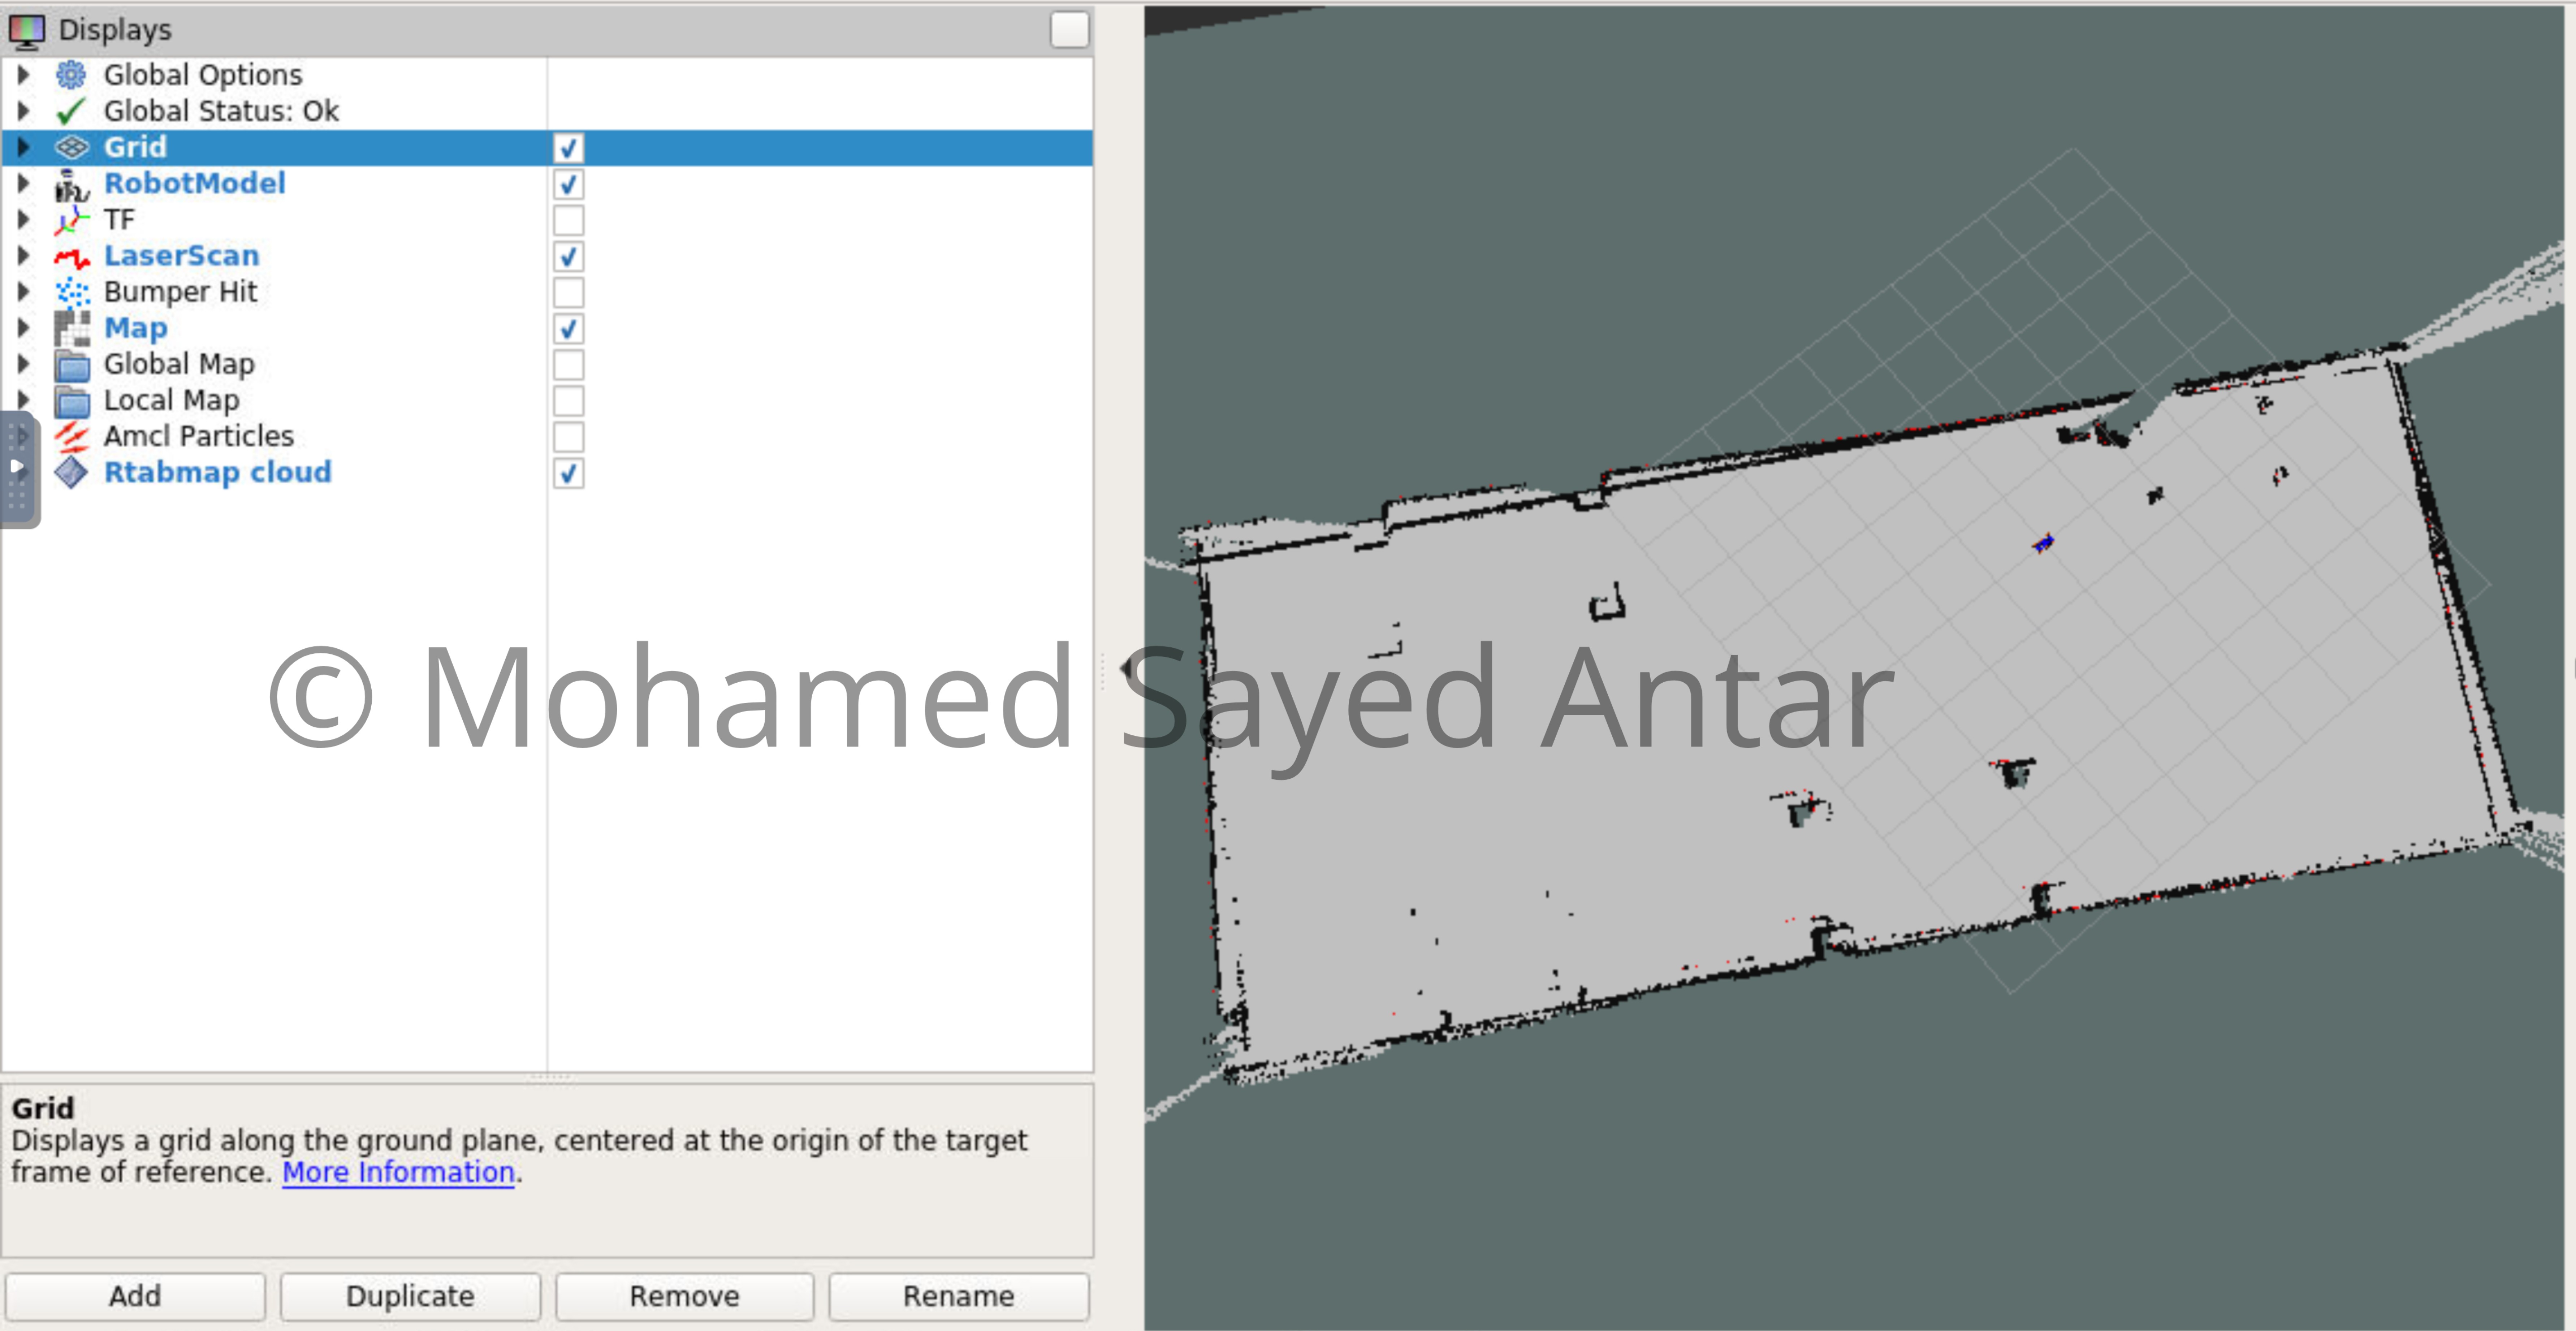 Displays
Global Options
Global Status: Ok
Grid
RobotModel
TF
LaserScan
Bumper Hit
Map
Global Map
Local Map
Amcl Particles
Rtabmap cloud
© Mohamed Sayed Antar
Grid
Displays a grid along the ground plane, centered at the origin of the target
frame of reference. More Information.
Add Duplicate Remove Rename